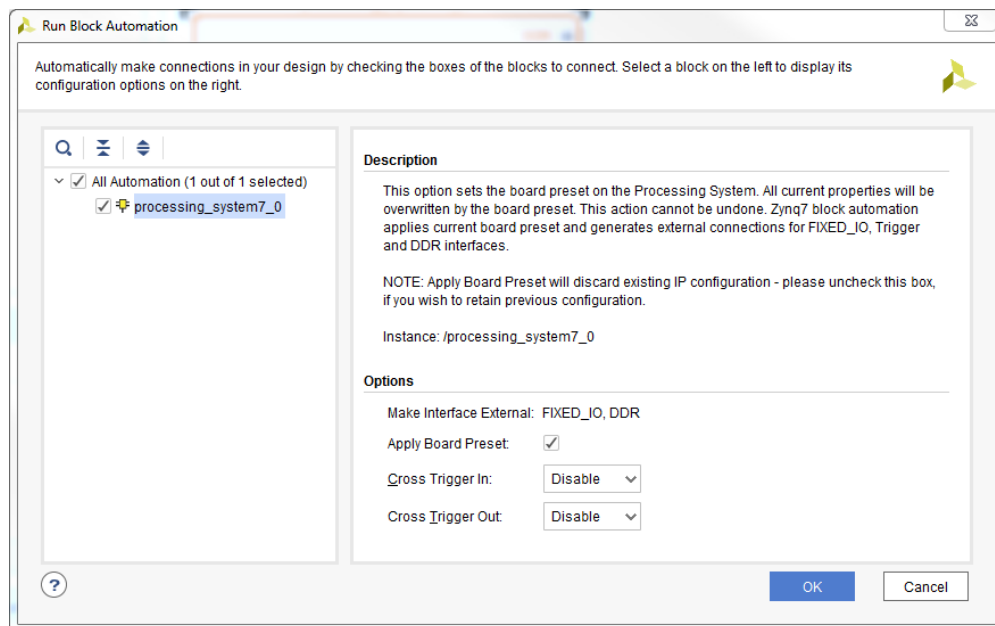 Run Block Automation
Automatically make connections in your design by checking the boxes of the blocks to connect. Select a block on the left to display its
configuration options on the right.
All Automation (1 out of 1 selected)
processing_system7_0
Description
This option sets the board preset on the Processing System. All current properties will be
overwritten by the board preset. This action cannot be undone. Zynq7 block automation
applies current board preset and generates external connections for FIXED_IO, Trigger
and DDR interfaces.
NOTE: Apply Board Preset will discard existing IP configuration - please uncheck this box,
if you wish to retain previous configuration.
Instance: /processing_system7_0
Options
Make Interface External: FIXED_IO, DDR
Apply Board Preset:
Cross Trigger In: Disable
Cross Trigger Out: Disable
? OK Cancel